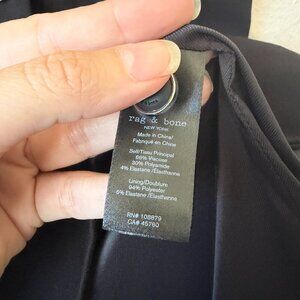 rag & bone
NEW YORK
Made in China/
Fabriqué en Chine
Self/Tissu Principal
66% Viscose
30% Polyamide
4% Elastane /Elasthanne
Lining/Doublure
94% Polyester
6% Elastane /Elasthanne
RN# 108879
CA# 45760